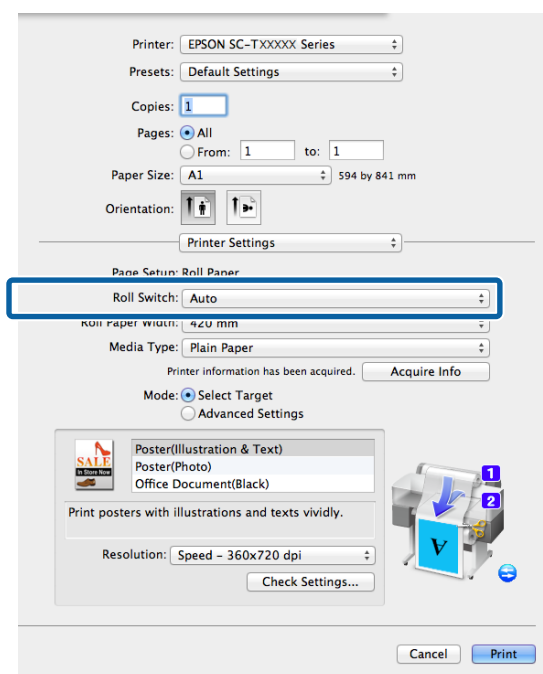 Printer: EPSON SC-TXXXXX Series
Presets: Default Settings
Copies: 1
Pages: All
From: 1 to: 1
Paper Size: A1 594 by 841 mm
Orientation:
Printer Settings
Page Setup: Roll Paper
Roll Switch: Auto
Roll Paper Width: 420 mm
Media Type: Plain Paper
Printer information has been acquired. Acquire Info
Mode: Select Target
Advanced Settings
SALE
In Store Now
Poster(Illustration & Text)
Poster(Photo)
Office Document(Black)
Print posters with illustrations and texts vividly.
1
2
A
Resolution: Speed – 360x720 dpi
Check Settings...
Cancel Print